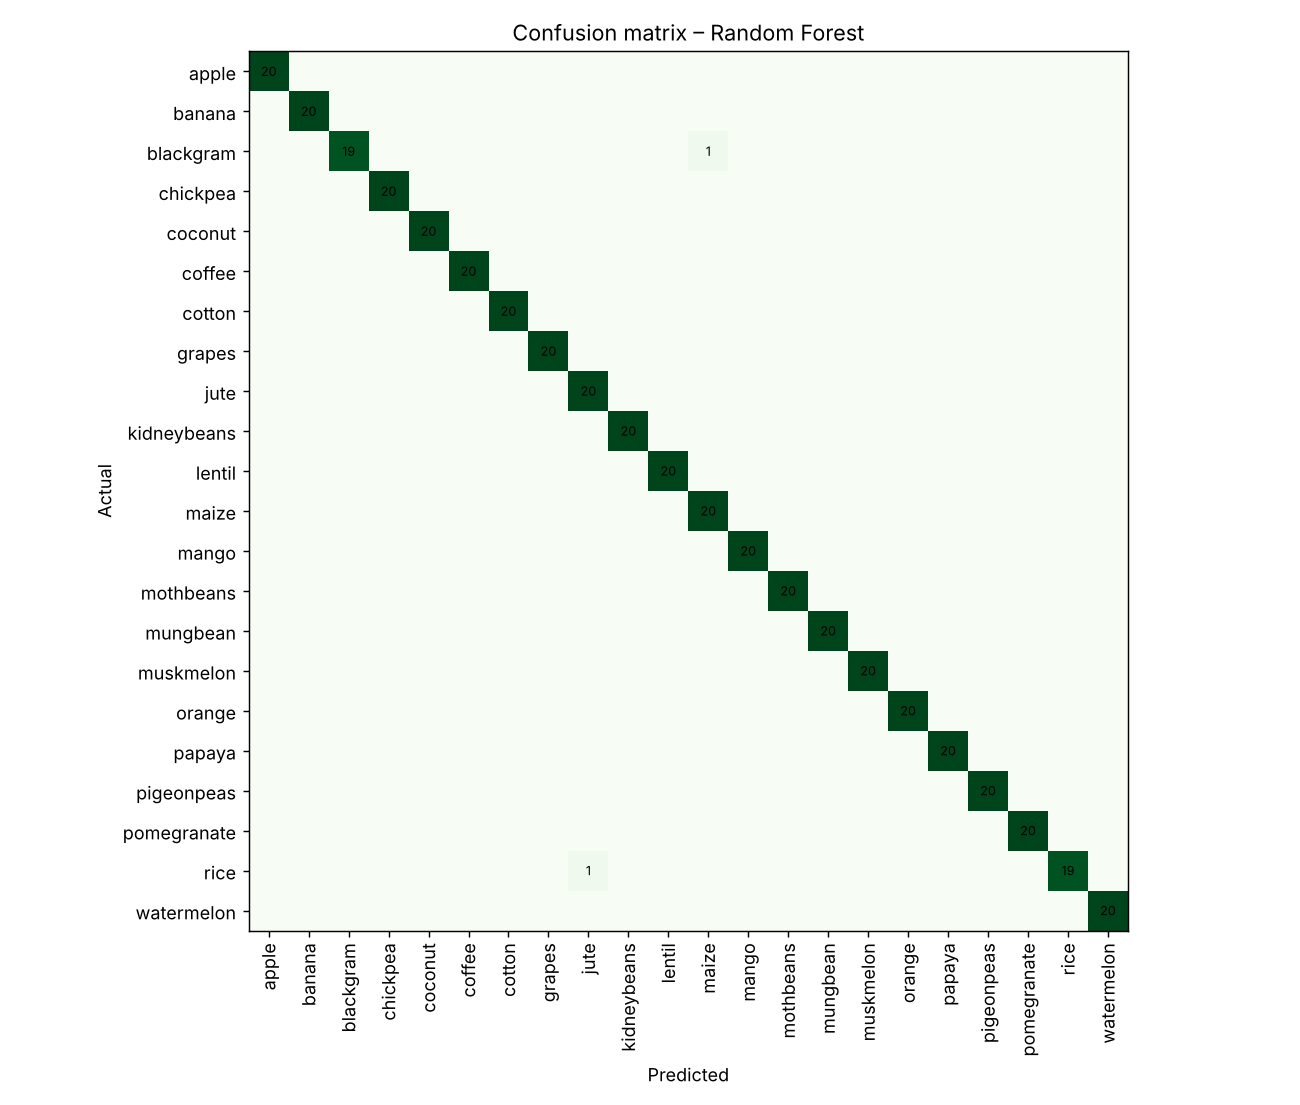 Confusion matrix – Random Forest
apple 20
banana 20
blackgram 19 1
chickpea 20
coconut 20
coffee 20
cotton 20
grapes 20
jute 20
kidneybeans 20
lentil 20
maize 20
mango 20
mothbeans 20
mungbean 20
muskmelon 20
orange 20
papaya 20
pigeonpeas 20
pomegranate 20
rice 1 19
watermelon 20
Actual
apple banana blackgram chickpea coconut coffee cotton grapes jute kidneybeans lentil maize mango mothbeans mungbean muskmelon orange papaya pigeonpeas pomegranate rice watermelon
Predicted